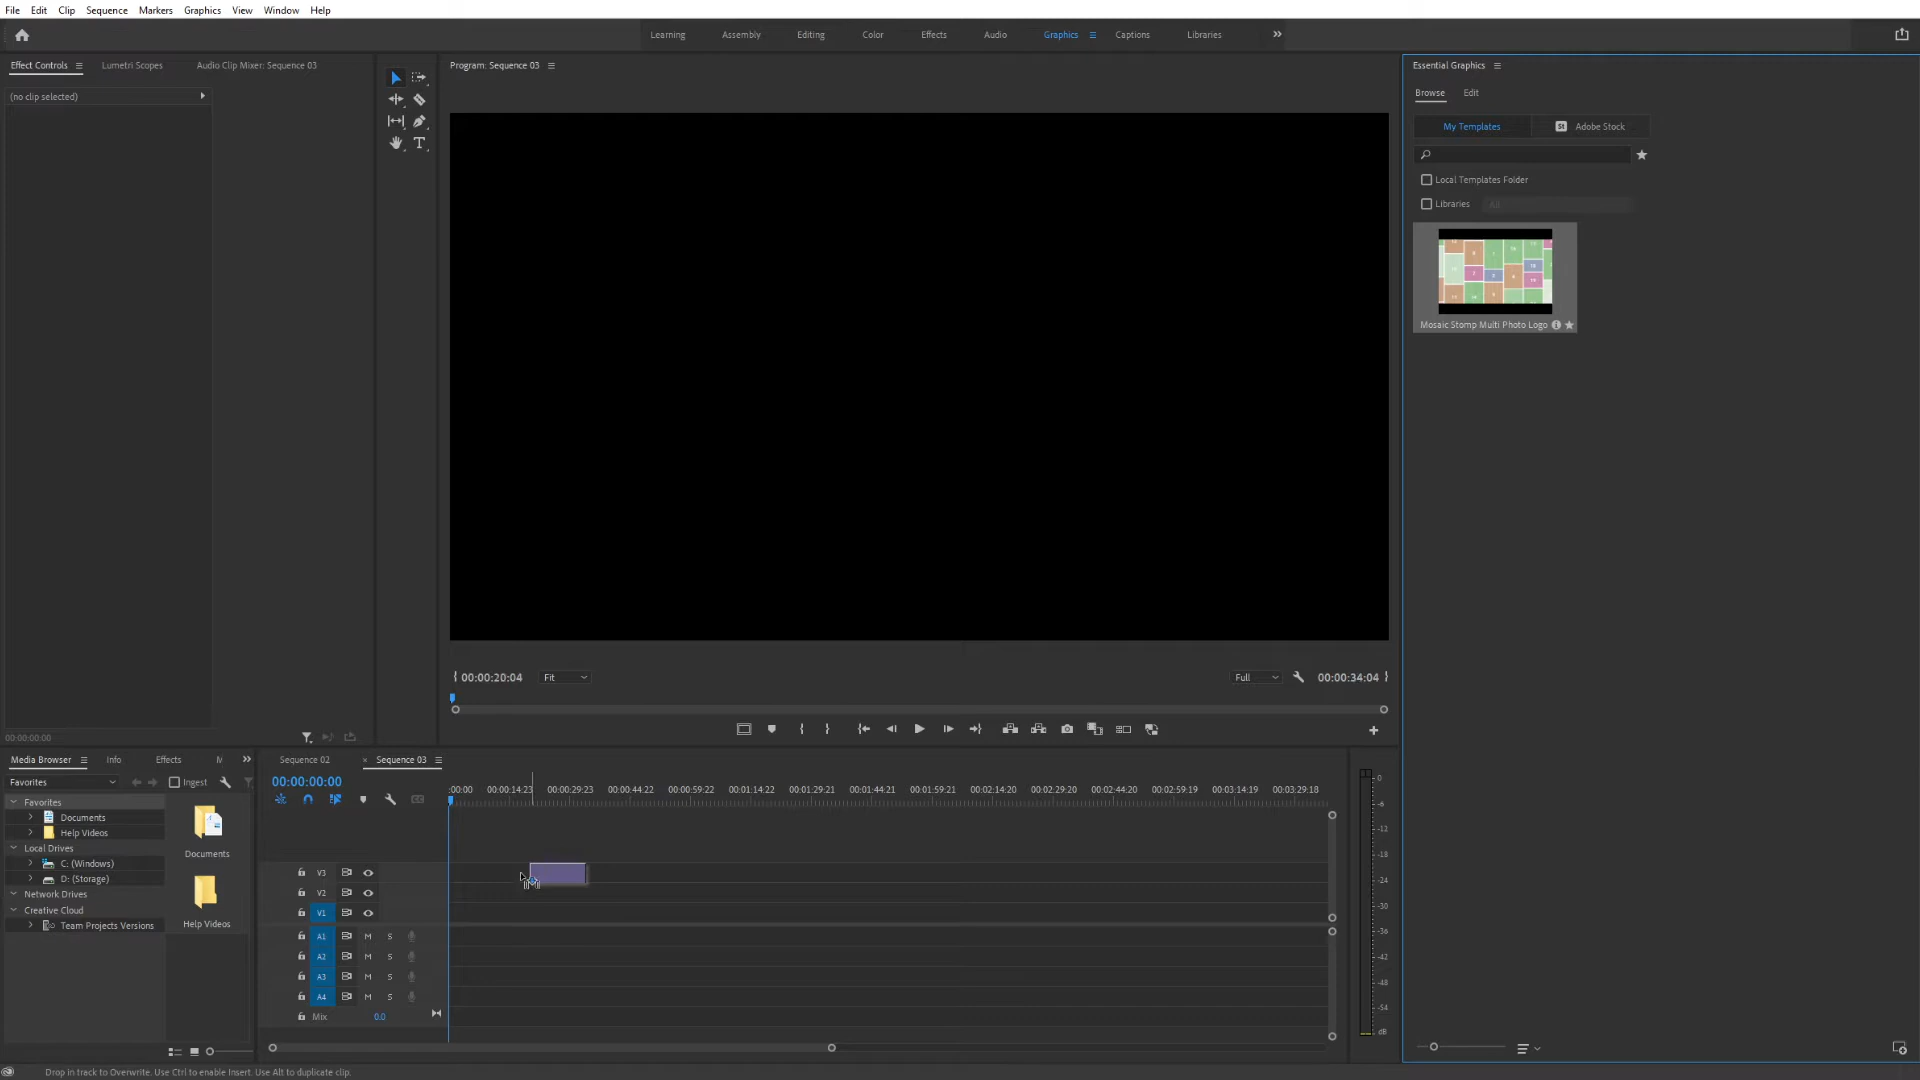 File Edit Clip Sequence Markers Graphics View Window Help
Learning Assembly Editing Color Effects Audio Graphics Captions Libraries
Effect Controls Lumetri Scopes Audio Clip Mixer: Sequence 03
Program: Sequence 03
Essential Graphics
(no clip selected)
Browse Edit
My Templates St Adobe Stock
Local Templates Folder
Libraries All
Mosaic Stomp Multi Photo Logo
00:00:20:04 Fit Full 00:00:34:04
00:00:00:00
Media Browser Info Effects M
Sequence 02 × Sequence 03
Favorites Ingest
00:00:00:00
:00:00 00:00:14:23 00:00:29:23 00:00:44:22 00:00:59:22 00:01:14:22 00:01:29:21 00:01:44:21 00:01:59:21 00:02:14:20 00:02:29:20 00:02:44:20 00:02:59:19 00:03:14:19 00:03:29:18
Favorites
Documents
Help Videos
Local Drives
C: (Windows)
D: (Storage)
Network Drives
Creative Cloud
Team Projects Versions
Documents
Help Videos
V3
V2
V1
A1 M S
A2 M S
A3 M S
A4 M S
Mix 0.0
0
-6
-12
-18
-24
-30
-36
-42
-48
-54
dB
Drop in track to Overwrite. Use Ctrl to enable Insert. Use Alt to duplicate clip.